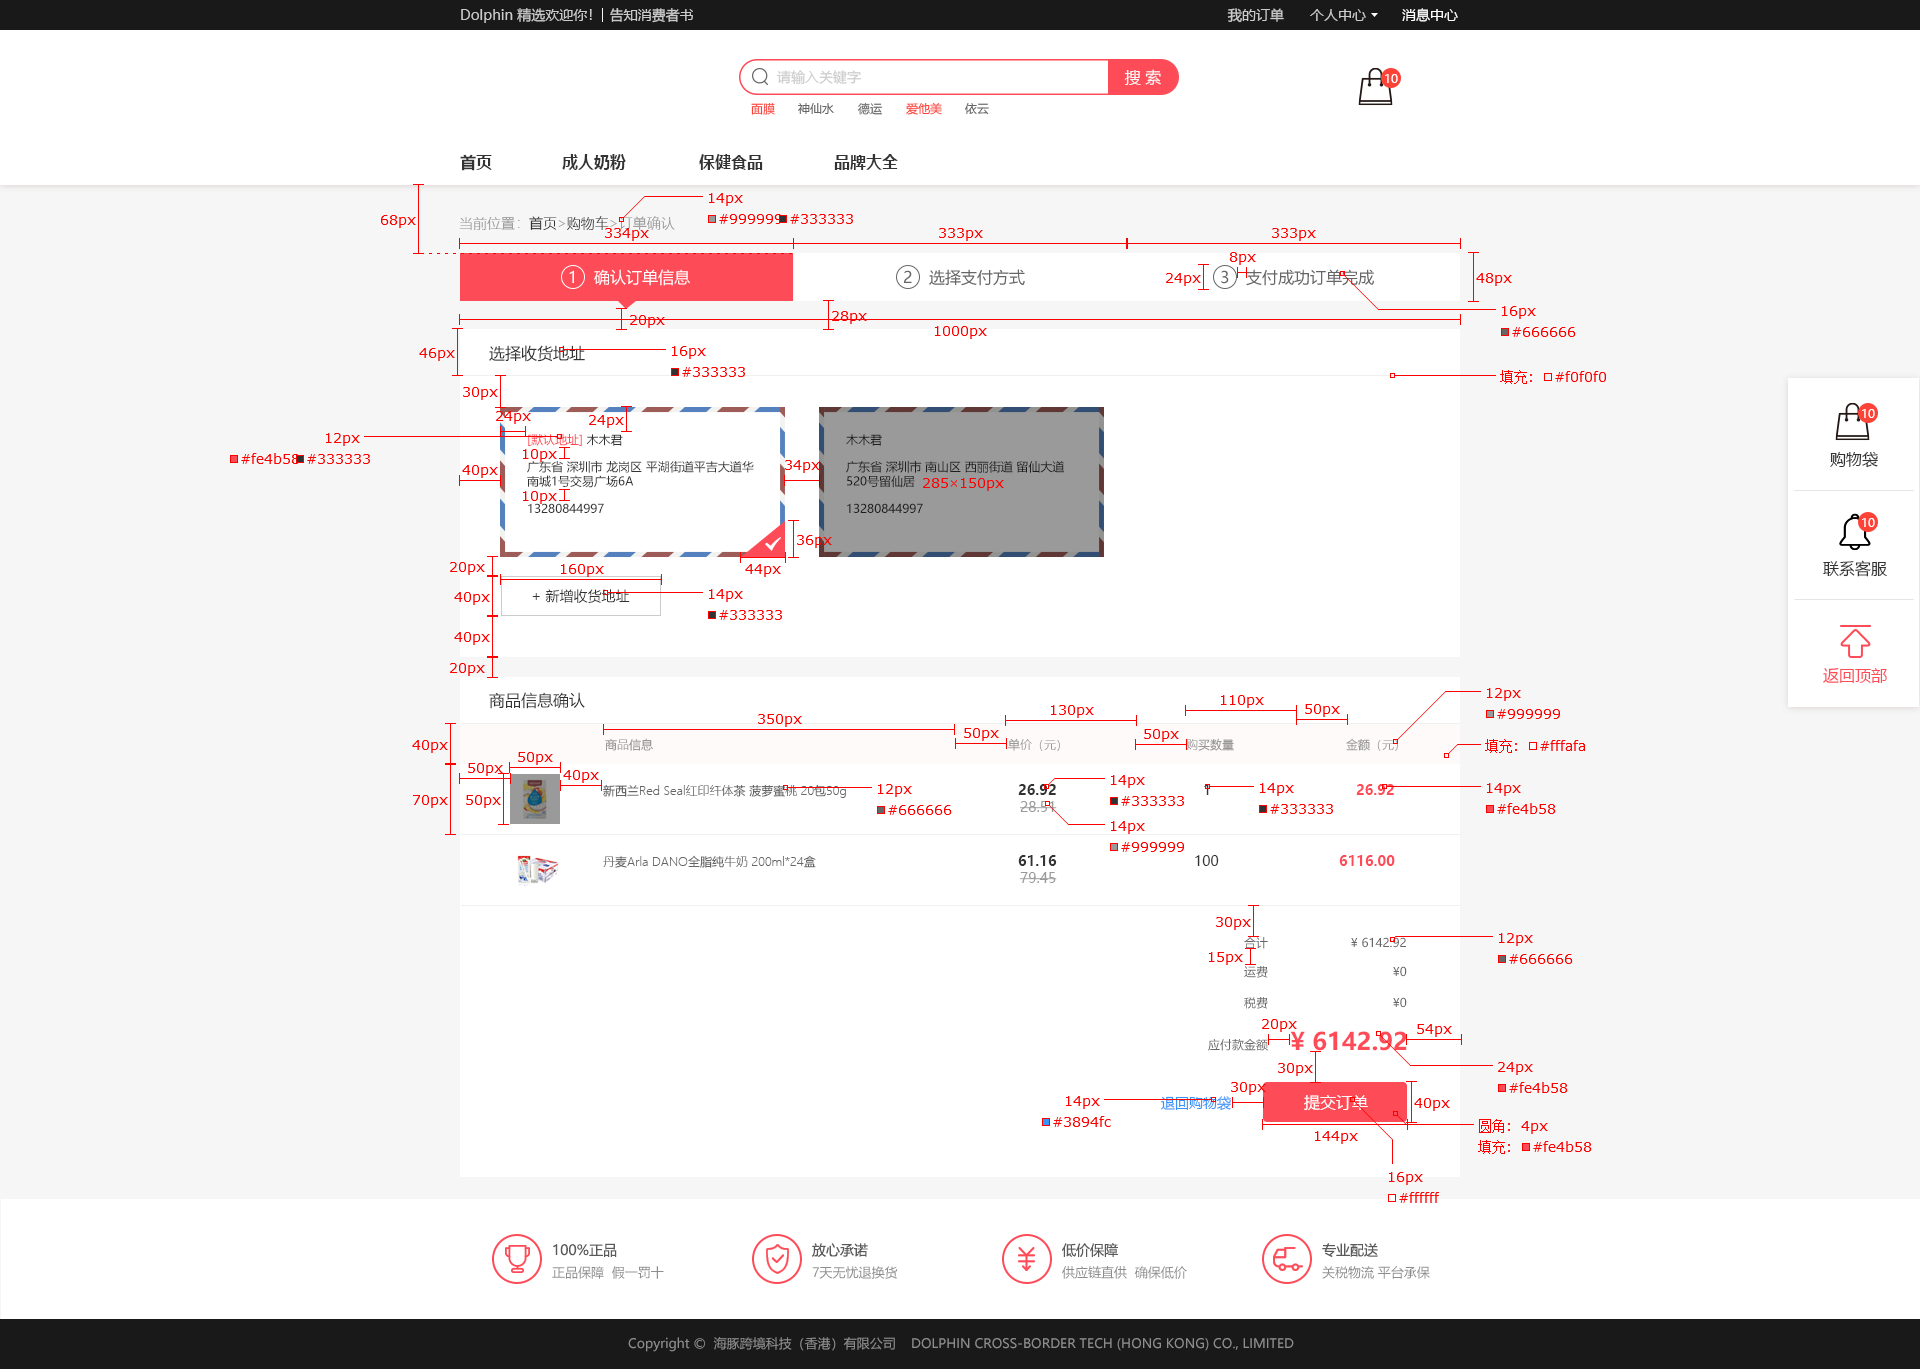 Dolphin 精选欢迎你！| 告知消费者书
我的订单 个人中心 消息中心
请输入关键字 搜 索
10
面膜 神仙水 德运 爱他美 依云
首页 成人奶粉 保健食品 品牌大全
14px
68px
#999999 #333333
当前位置：首页>购物车>订单确认
334px 333px 333px
8px
1 确认订单信息 2 选择支付方式 24px 3 支付成功订单完成 48px
16px
20px 28px
1000px
#666666
46px 选择收货地址 16px
#333333
填充： #f0f0f0
30px
24px 24px
12px
[默认地址] 木木君
木木君
10px
#fe4b58 #333333
40px
广东省 深圳市 龙岗区 平湖街道平吉大道华
南城1号交易广场6A
34px
广东省 深圳市 南山区 西丽街道 留仙大道
520号留仙居
285×150px
10px
13280844997
13280844997
36px
10
购物袋
10
联系客服
返回顶部
20px 160px 44px
40px + 新增收货地址 14px
#333333
40px
20px
商品信息确认
12px
#999999
350px 130px 110px 50px
40px 商品信息 50px 单价（元） 50px 购买数量 金额（元）
填充： #fffafa
50px
50px 40px
70px 50px
新西兰Red Seal红印纤体茶 菠萝蜜桃 20包50g 12px
#666666
26.92 14px
#333333
28.51
14px
#999999
1 14px
#333333
26.92 14px
#fe4b58
丹麦Arla DANO全脂纯牛奶 200ml*24盒 61.16 100 6116.00
79.45
30px
合计 ¥ 6142.92 12px
#666666
15px
运费 ¥0
税费 ¥0
20px 54px
应付款金额 ¥ 6142.92
24px
#fe4b58
30px
30px
14px 退回购物袋 提交订单 40px
#3894fc
144px
圆角： 4px
填充： #fe4b58
16px
#ffffff
100%正品
正品保障 假一罚十
放心承诺
7天无忧退换货
低价保障
供应链直供 确保低价
专业配送
关税物流 平台承保
Copyright © 海豚跨境科技（香港）有限公司 DOLPHIN CROSS-BORDER TECH (HONG KONG) CO., LIMITED